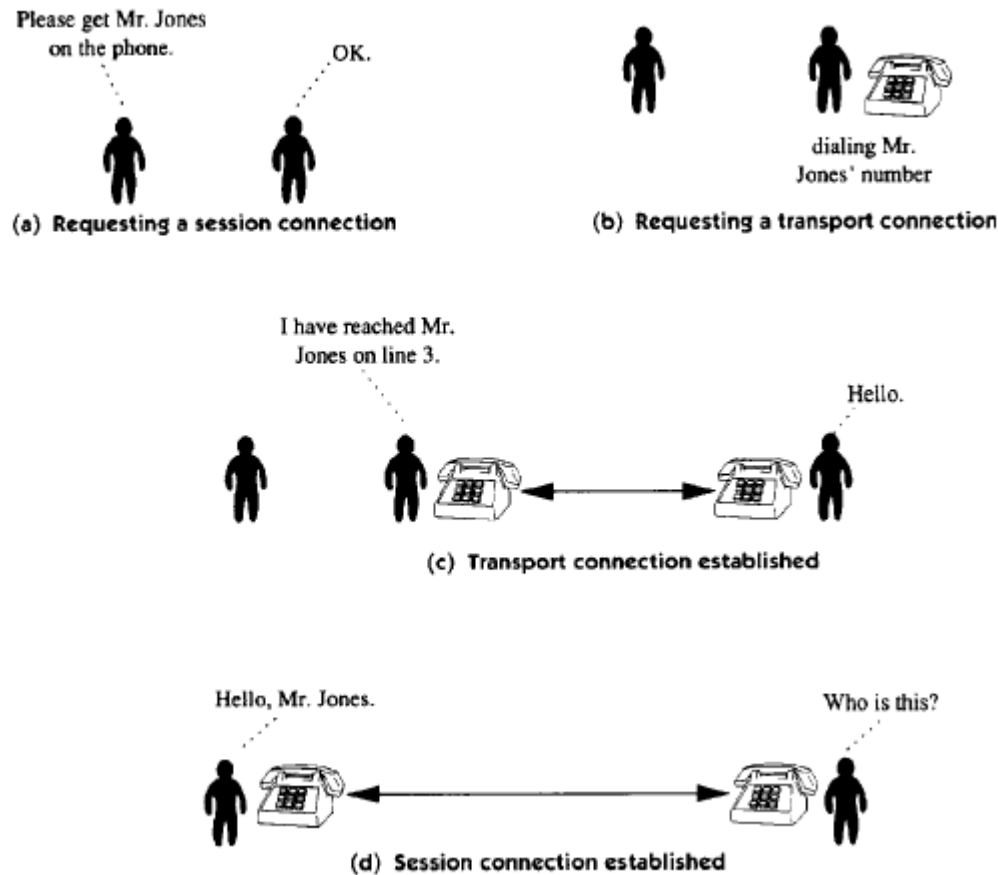 Please get Mr. Jones
on the phone.
OK.
dialing Mr.
Jones' number
(a) Requesting a session connection
(b) Requesting a transport connection
I have reached Mr.
Jones on line 3.
Hello.
(c) Transport connection established
Hello, Mr. Jones.
Who is this?
(d) Session connection established